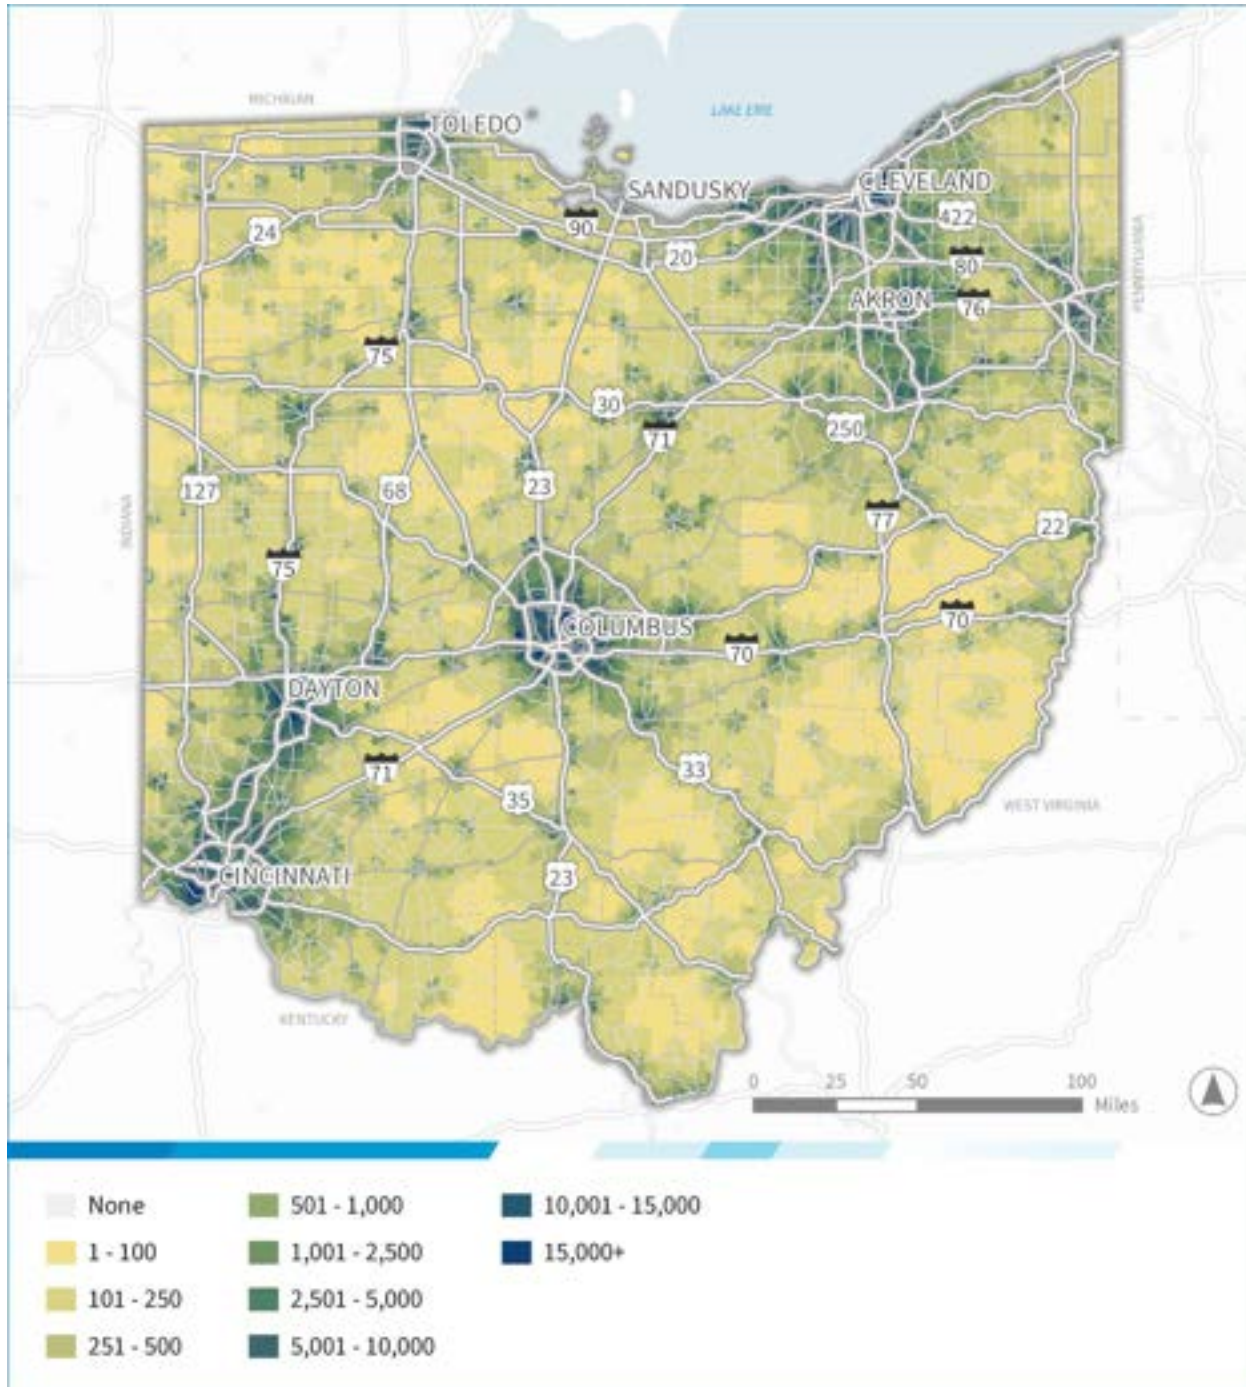 MICHIGAN
LAKE ERIE
TOLEDO
SANDUSKY
CLEVELAND
422
90
24
20
80
PENNSYLVANIA
AKRON
76
75
30
71
250
127
68
23
77
22
INDIANA
75
COLUMBUS
70
70
DAYTON
71
33
35
WEST VIRGINIA
CINCINNATI
23
KENTUCKY
0 25 50 100
Miles
None
1 - 100
101 - 250
251 - 500
501 - 1,000
1,001 - 2,500
2,501 - 5,000
5,001 - 10,000
10,001 - 15,000
15,000+